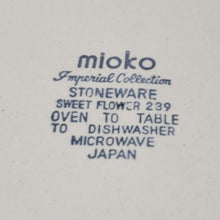 mioko
Imperial Collection
STONEWARE
SWEET FLOWER 239
OVEN TO TABLE
TO DISHWASHER
MICROWAVE
JAPAN